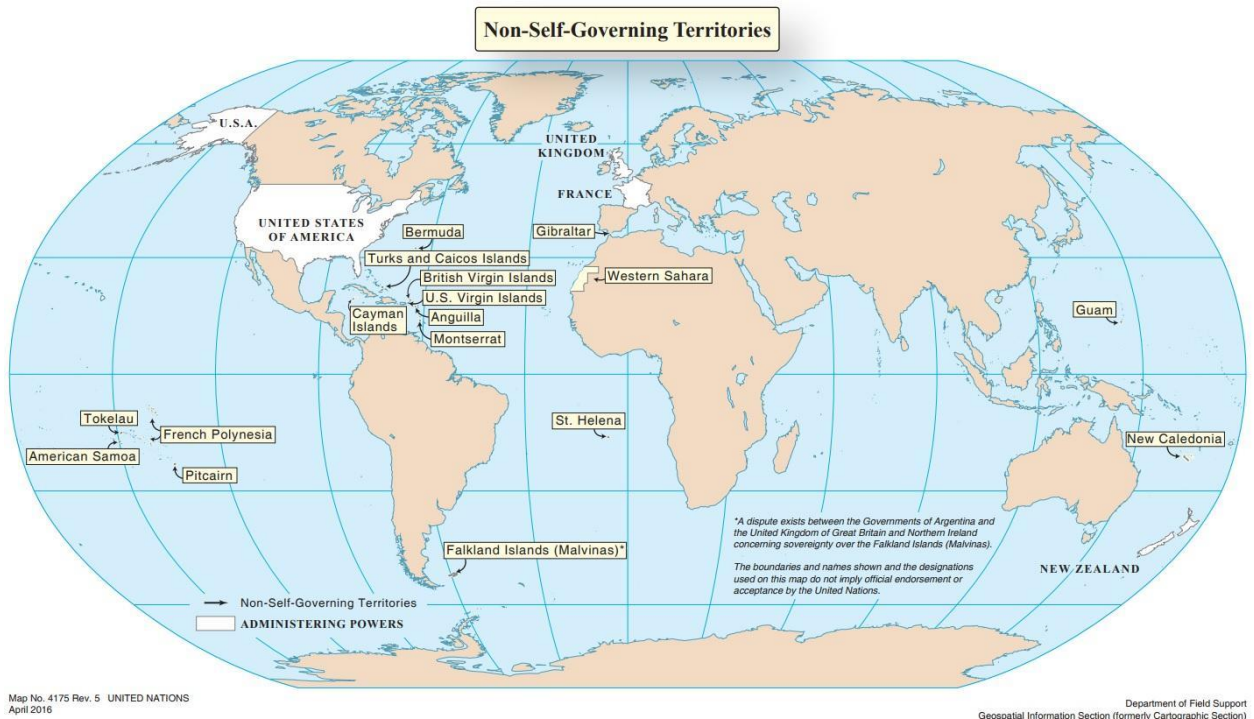 Non-Self-Governing Territories
U.S.A.
UNITED
KINGDOM
FRANCE
UNITED STATES
OF AMERICA
Bermuda
Gibraltar
Turks and Caicos Islands
British Virgin Islands
Western Sahara
U.S. Virgin Islands
Cayman
Islands
Anguilla
Guam
Montserrat
Tokelau
St. Helena
French Polynesia
New Caledonia
American Samoa
Pitcairn
*A dispute exists between the Governments of Argentina and
the United Kingdom of Great Britain and Northern Ireland
concerning sovereignty over the Falkland Islands (Malvinas).
Falkland Islands (Malvinas)*
The boundaries and names shown and the designations
used on this map do not imply official endorsement or
acceptance by the United Nations.
NEW ZEALAND
Non-Self-Governing Territories
ADMINISTERING POWERS
Map No. 4175 Rev. 5 UNITED NATIONS
April 2016
Department of Field Support
Geospatial Information Section (formerly Cartographic Section)